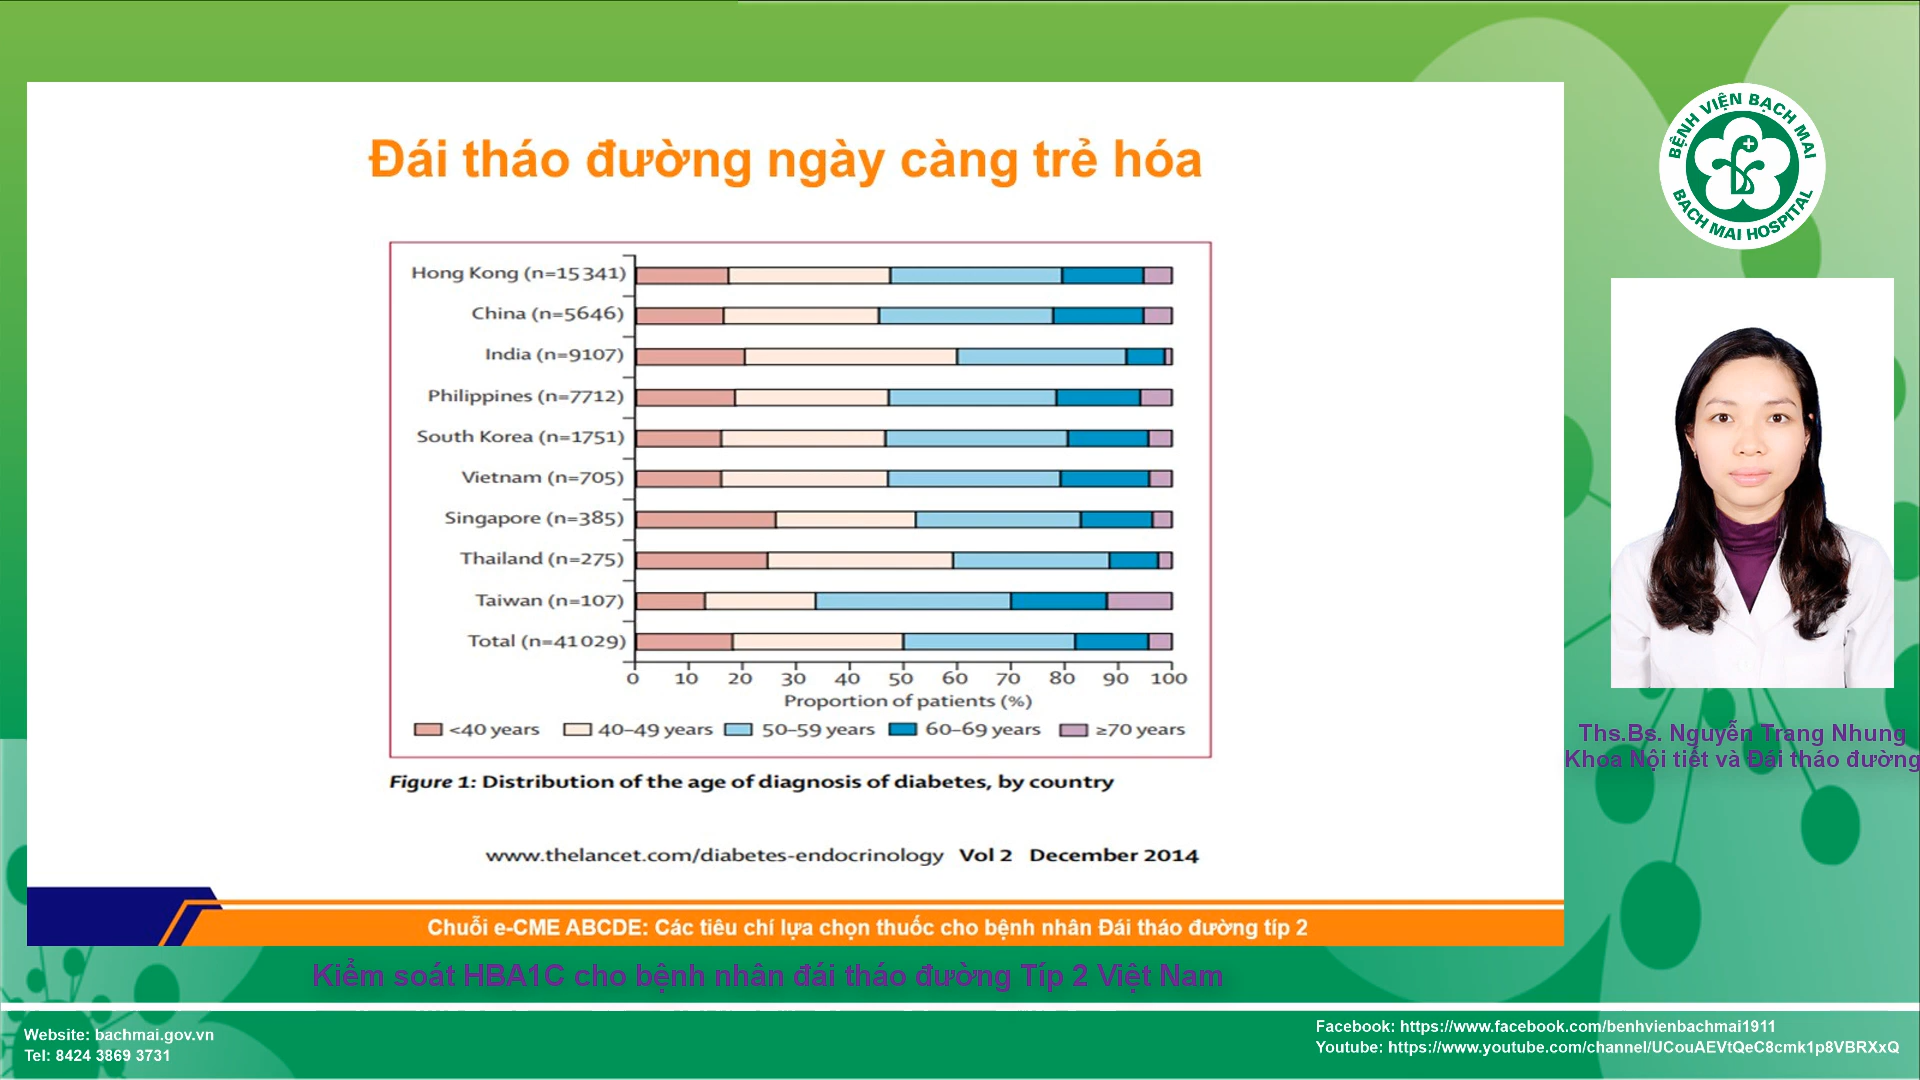 Đái tháo đường ngày càng trẻ hóa
BỆNH VIỆN BẠCH MAI
BACH MAI HOSPITAL
Hong Kong (n=15341)
China (n=5646)
India (n=9107)
Philippines (n=7712)
South Korea (n=1751)
Vietnam (n=705)
Singapore (n=385)
Thailand (n=275)
Taiwan (n=107)
Total (n=41029)
0 10 20 30 40 50 60 70 80 90 100
Proportion of patients (%)
<40 years 40–49 years 50–59 years 60–69 years ≥70 years
Figure 1: Distribution of the age of diagnosis of diabetes, by country
www.thelancet.com/diabetes-endocrinology Vol 2 December 2014
Ths.Bs. Nguyễn Trang Nhung
Khoa Nội tiết và Đái tháo đường
Chuỗi e-CME ABCDE: Các tiêu chí lựa chọn thuốc cho bệnh nhân Đái tháo đường típ 2
Kiểm soát HBA1C cho bệnh nhân đái tháo đường Típ 2 Việt Nam
Website: bachmai.gov.vn
Tel: 8424 3869 3731
Facebook: https://www.facebook.com/benhvienbachmai1911
Youtube: https://www.youtube.com/channel/UCouAEVtQeC8cmk1p8VBRXxQ